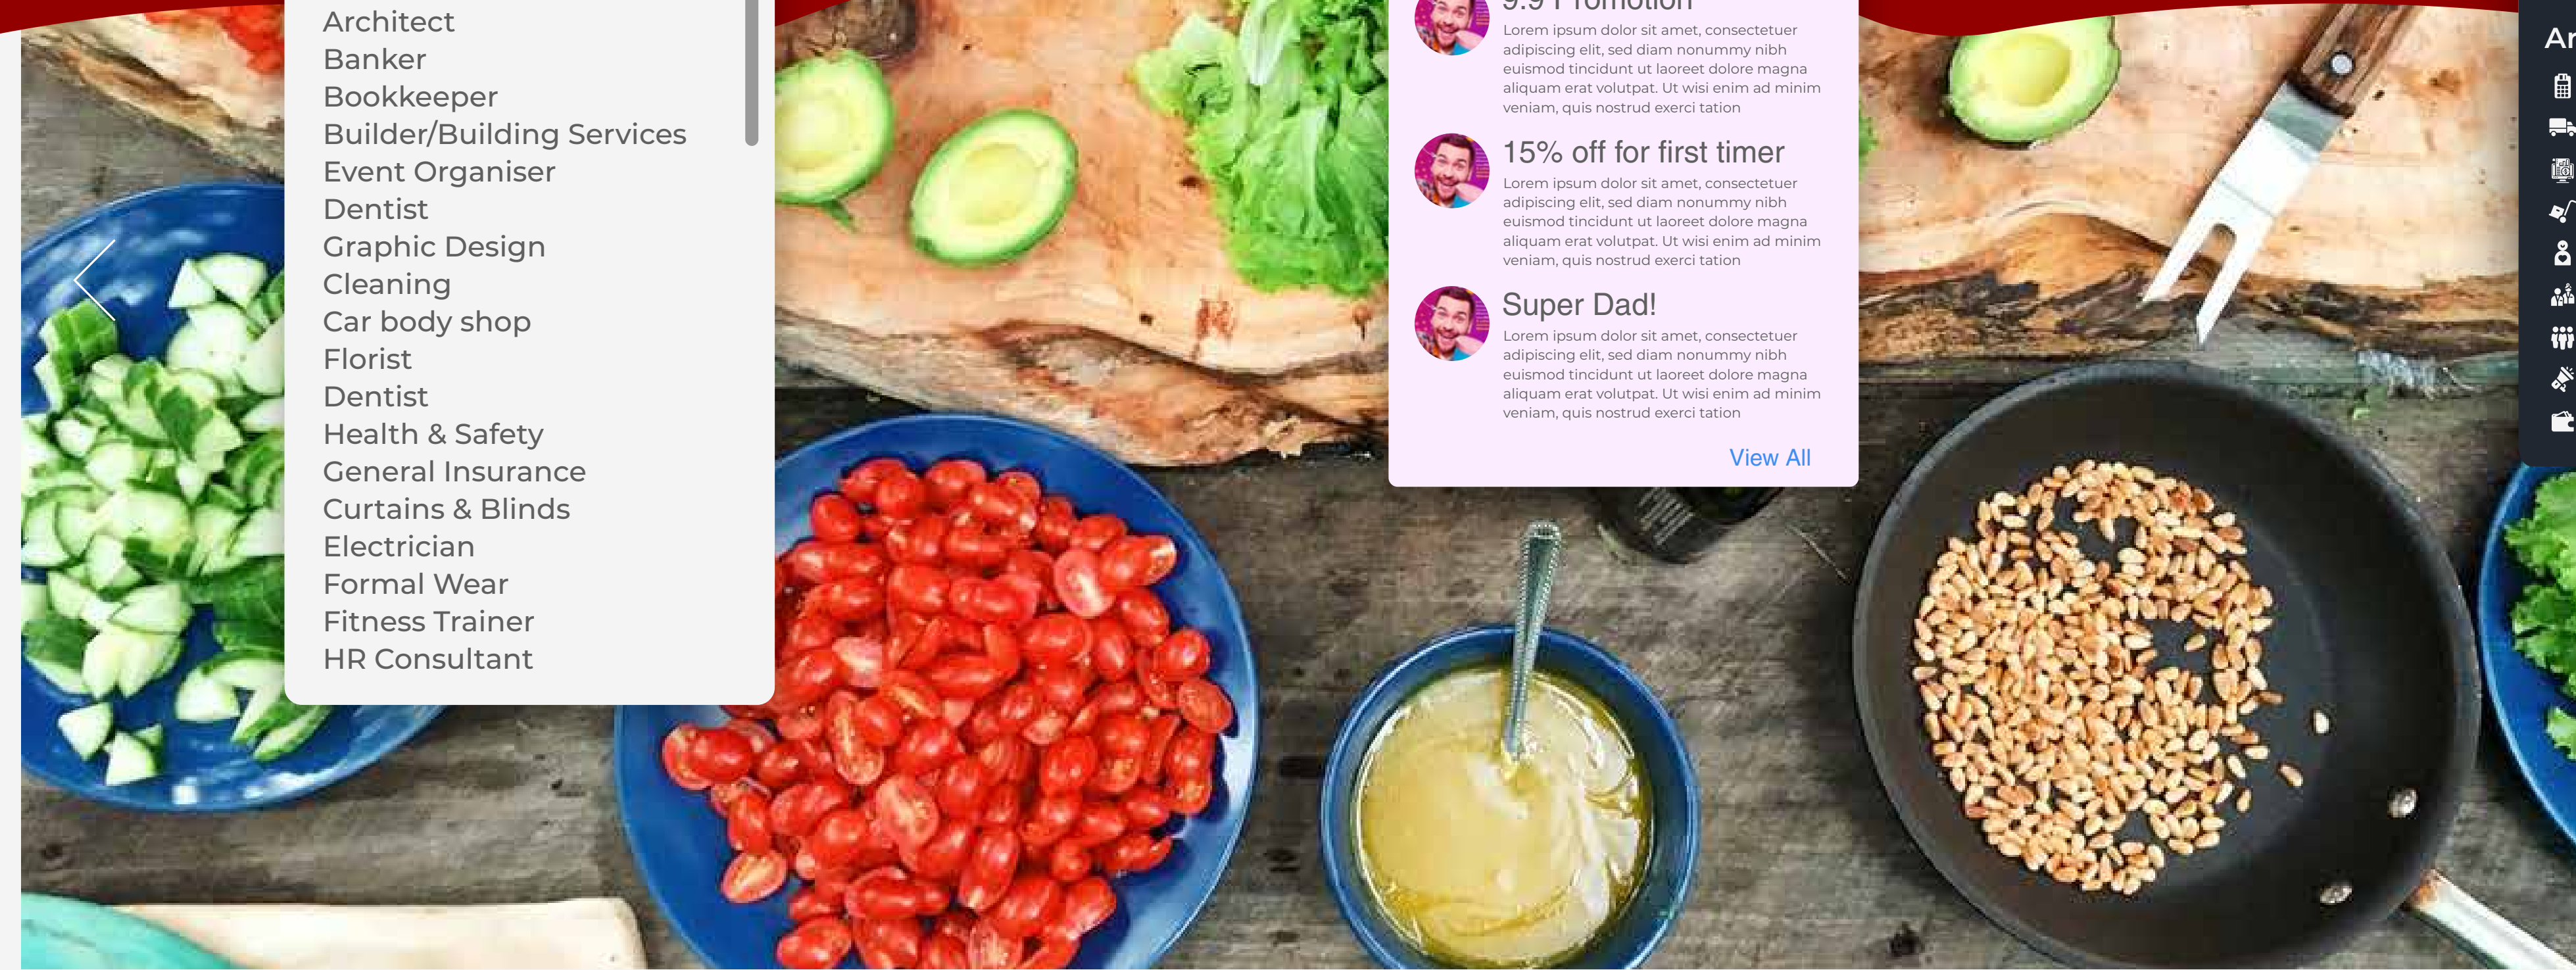 Architect
Banker
Bookkeeper
Builder/Building Services
Event Organiser
Dentist
Graphic Design
Cleaning
Car body shop
Florist
Dentist
Health & Safety
General Insurance
Curtains & Blinds
Electrician
Formal Wear
Fitness Trainer
HR Consultant
9.9 Promotion
Lorem ipsum dolor sit amet, consectetuer
adipiscing elit, sed diam nonummy nibh
euismod tincidunt ut laoreet dolore magna
aliquam erat volutpat. Ut wisi enim ad minim
veniam, quis nostrud exerci tation
15% off for first timer
Lorem ipsum dolor sit amet, consectetuer
adipiscing elit, sed diam nonummy nibh
euismod tincidunt ut laoreet dolore magna
aliquam erat volutpat. Ut wisi enim ad minim
veniam, quis nostrud exerci tation
Super Dad!
Lorem ipsum dolor sit amet, consectetuer
adipiscing elit, sed diam nonummy nibh
euismod tincidunt ut laoreet dolore magna
aliquam erat volutpat. Ut wisi enim ad minim
veniam, quis nostrud exerci tation
View All